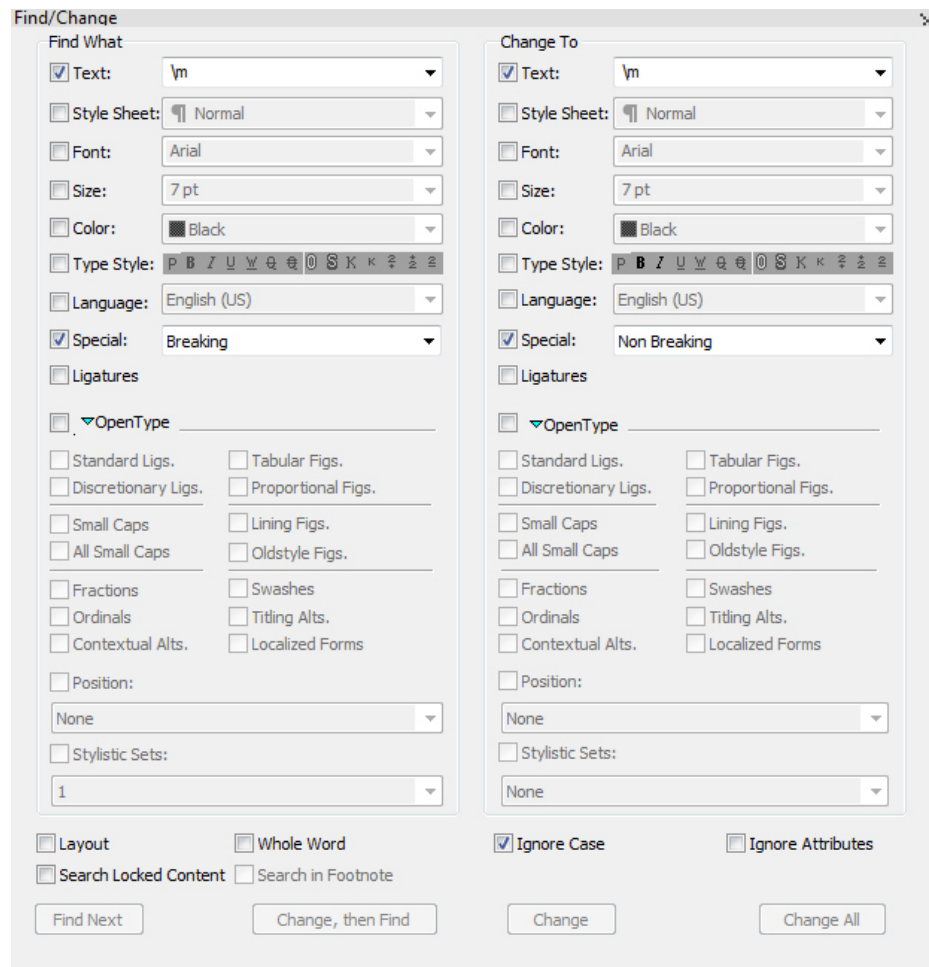 Find/Change
Find What
Text: \m
Style Sheet: ¶ Normal
Font: Arial
Size: 7 pt
Color: Black
Type Style: P B I U W Q Q O S K K 2 2 2
Language: English (US)
Special: Breaking
Ligatures
OpenType
Standard Ligs. Tabular Figs.
Discretionary Ligs. Proportional Figs.
Small Caps Lining Figs.
All Small Caps Oldstyle Figs.
Fractions Swashes
Ordinals Titling Alts.
Contextual Alts. Localized Forms
Position:
None
Stylistic Sets:
1
Change To
Text: \m
Style Sheet: ¶ Normal
Font: Arial
Size: 7 pt
Color: Black
Type Style: P B I U W Q Q O S K K 2 2 2
Language: English (US)
Special: Non Breaking
Ligatures
OpenType
Standard Ligs. Tabular Figs.
Discretionary Ligs. Proportional Figs.
Small Caps Lining Figs.
All Small Caps Oldstyle Figs.
Fractions Swashes
Ordinals Titling Alts.
Contextual Alts. Localized Forms
Position:
None
Stylistic Sets:
None
Layout Whole Word Ignore Case Ignore Attributes
Search Locked Content Search in Footnote
Find Next Change, then Find Change Change All